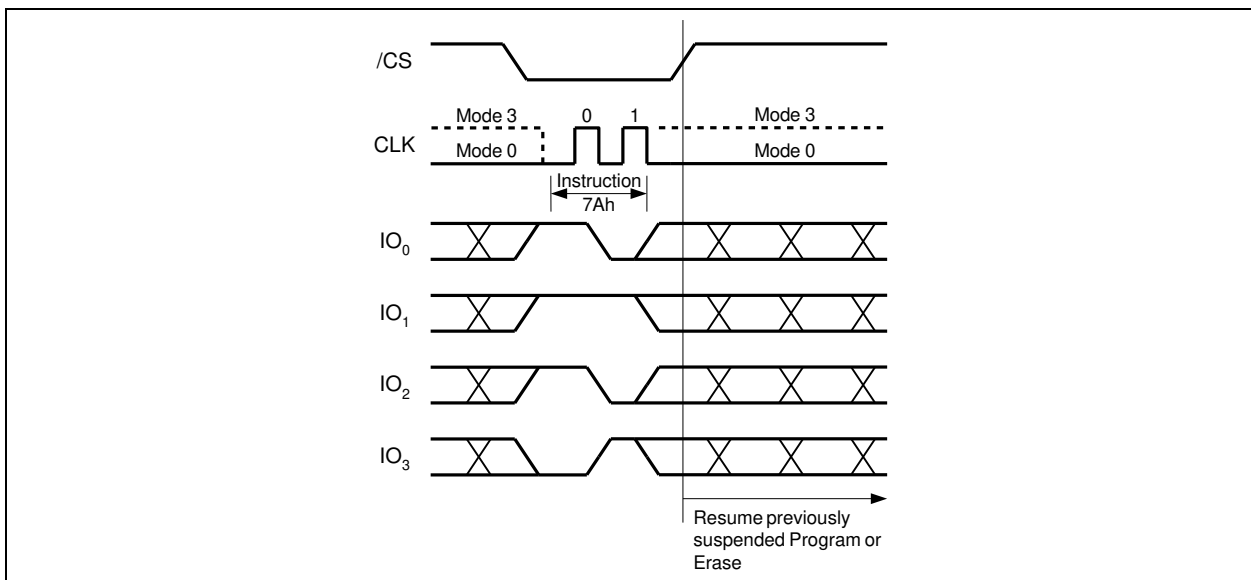 /CS
Mode 3 0 1 Mode 3
CLK
Mode 0 Mode 0
Instruction
7Ah
IO0
IO1
IO2
IO3
Resume previously
suspended Program or
Erase